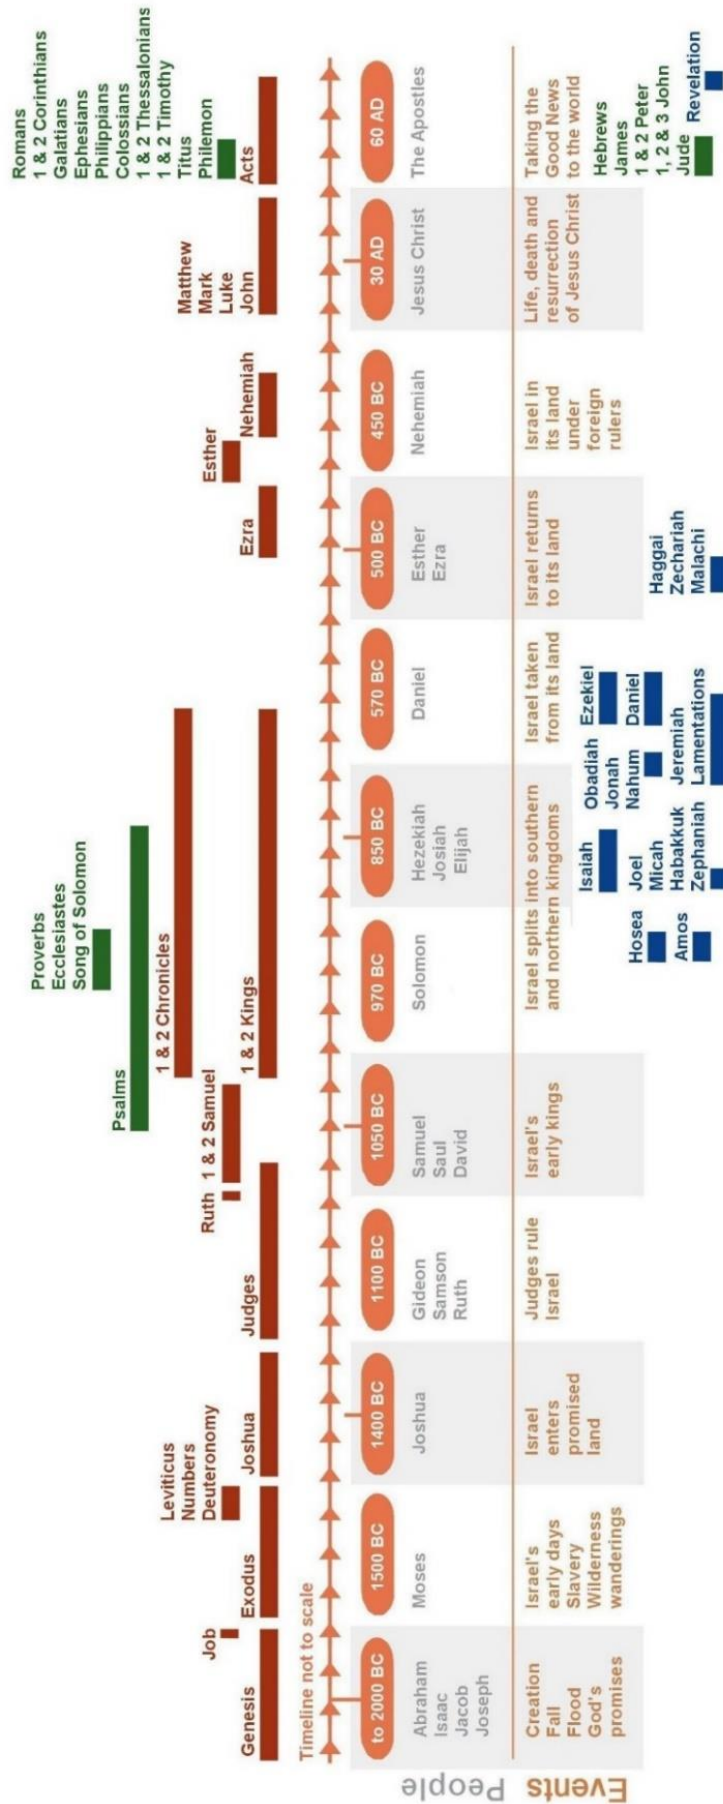 Proverbs
Ecclesiastes
Song of Solomon
Romans
1 & 2 Corinthians
Galatians
Ephesians
Philippians
Colossians
1 & 2 Thessalonians
1 & 2 Timothy
Titus
Philemon
Psalms
1 & 2 Chronicles
Leviticus
Numbers
Deuteronomy
Matthew
Mark
Luke
John
Job
Ruth
1 & 2 Samuel
Esther
Genesis
Exodus
Joshua
Judges
1 & 2 Kings
Ezra
Nehemiah
Acts
Timeline not to scale
to 2000 BC
1500 BC
1400 BC
1100 BC
1050 BC
970 BC
850 BC
570 BC
500 BC
450 BC
30 AD
60 AD
People
Abraham
Isaac
Jacob
Joseph
Moses
Joshua
Gideon
Samson
Ruth
Samuel
Saul
David
Solomon
Hezekiah
Josiah
Elijah
Daniel
Esther
Ezra
Nehemiah
Jesus Christ
The Apostles
Events
Creation
Fall
Flood
God's
promises
Israel's
early days
Slavery
Wilderness
wanderings
Israel
enters
promised
land
Judges rule
Israel
Israel's
early kings
Israel splits into southern
and northern kingdoms
Israel taken
from its land
Israel returns
to its land
Israel in
its land
under
foreign
rulers
Life, death and
resurrection
of Jesus Christ
Taking the
Good News
to the world
Hosea
Amos
Isaiah
Joel
Micah
Habakkuk
Zephaniah
Obadiah
Jonah
Nahum
Jeremiah
Lamentations
Ezekiel
Daniel
Haggai
Zechariah
Malachi
Hebrews
James
1 & 2 Peter
1, 2 & 3 John
Jude
Revelation